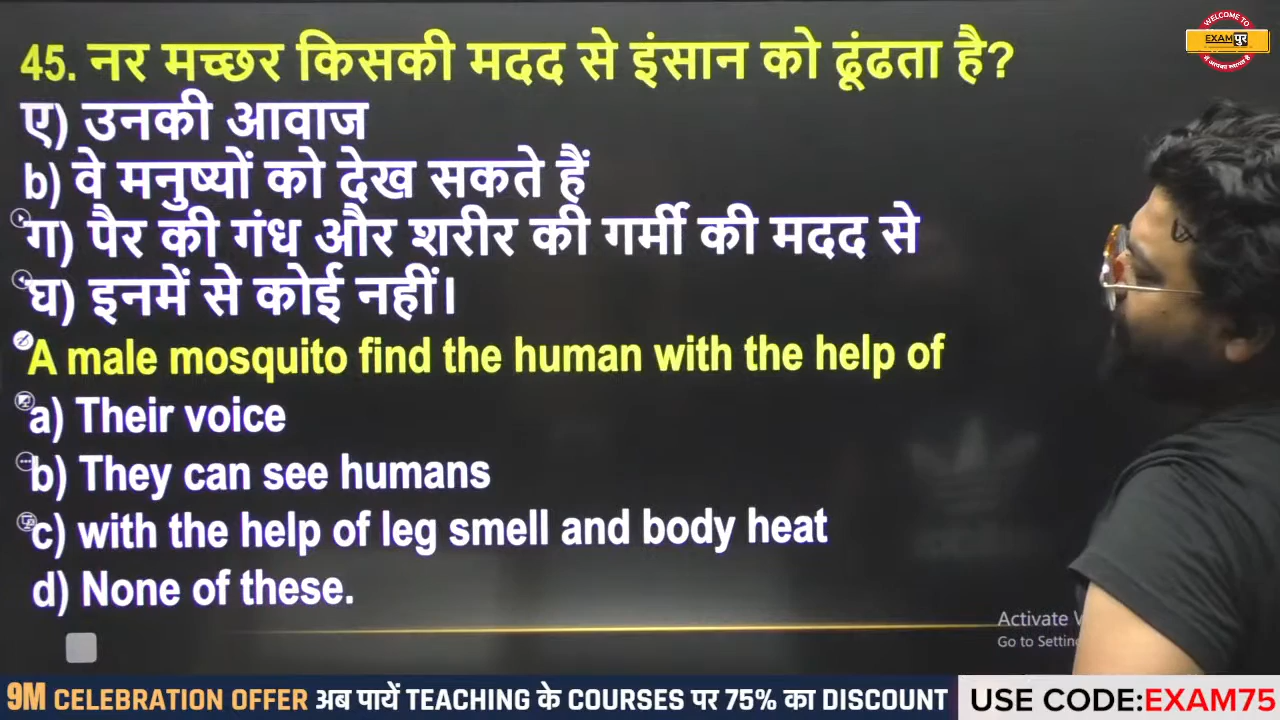 WELCOME TO
EXAMपुर
45. नर मच्छर किसकी मदद से इंसान को ढूंढता है?
ए) उनकी आवाज
b) वे मनुष्यों को देख सकते हैं
ग) पैर की गंध और शरीर की गर्मी की मदद से
घ) इनमें से कोई नहीं।
A male mosquito find the human with the help of
a) Their voice
b) They can see humans
c) with the help of leg smell and body heat
d) None of these.
Activate
Go to Settin
9M CELEBRATION OFFER अब पायें TEACHING के COURSES पर 75% का DISCOUNT
USE CODE:EXAM75